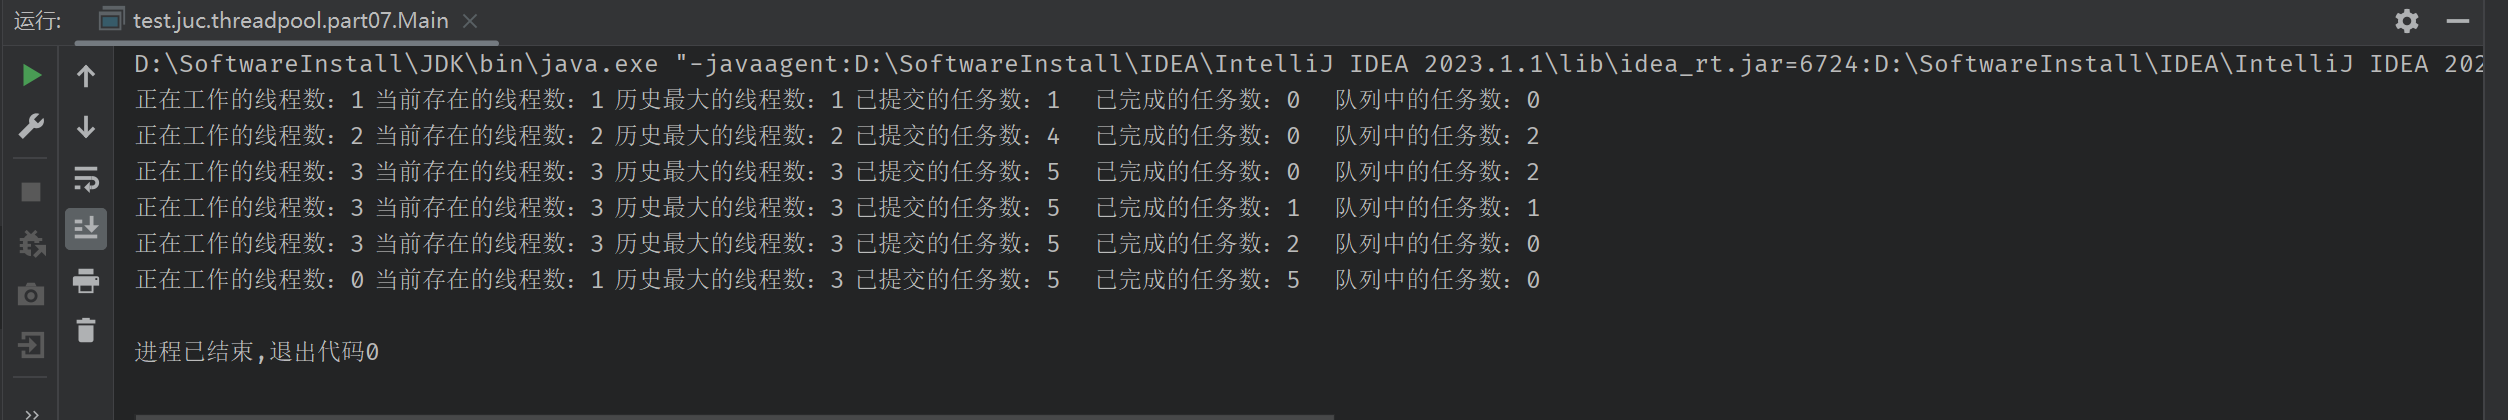 运行: test.juc.threadpool.part07.Main
D:\SoftwareInstall\JDK\bin\java.exe "-javaagent:D:\SoftwareInstall\IDEA\IntelliJ IDEA 2023.1.1\lib\idea_rt.jar=6724:D:\SoftwareInstall\IDEA\IntelliJ IDEA 202
正在工作的线程数：1 当前存在的线程数：1 历史最大的线程数：1 已提交的任务数：1 已完成的任务数：0 队列中的任务数：0
正在工作的线程数：2 当前存在的线程数：2 历史最大的线程数：2 已提交的任务数：4 已完成的任务数：0 队列中的任务数：2
正在工作的线程数：3 当前存在的线程数：3 历史最大的线程数：3 已提交的任务数：5 已完成的任务数：0 队列中的任务数：2
正在工作的线程数：3 当前存在的线程数：3 历史最大的线程数：3 已提交的任务数：5 已完成的任务数：1 队列中的任务数：1
正在工作的线程数：3 当前存在的线程数：3 历史最大的线程数：3 已提交的任务数：5 已完成的任务数：2 队列中的任务数：0
正在工作的线程数：0 当前存在的线程数：1 历史最大的线程数：3 已提交的任务数：5 已完成的任务数：5 队列中的任务数：0
进程已结束,退出代码0